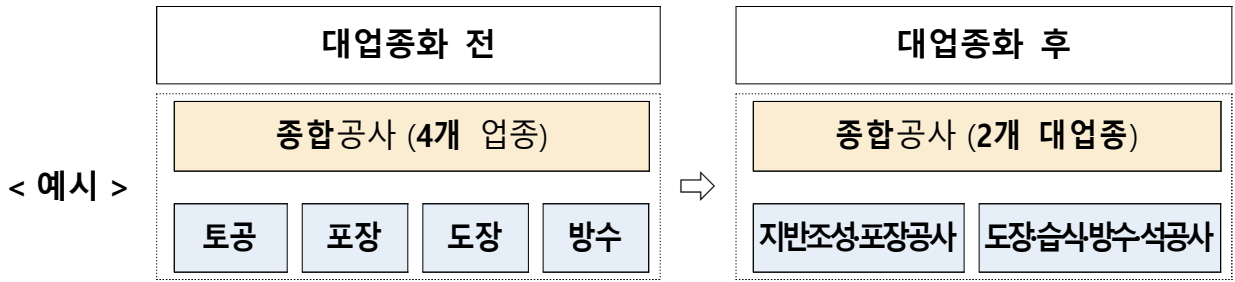 대업종화 전
대업종화 후
종합공사 (4개 업종)
종합공사 (2개 대업종)
< 예시 >
⇨
토공 포장 도장 방수
지반조성·포장공사 도장·습식·방수·석공사